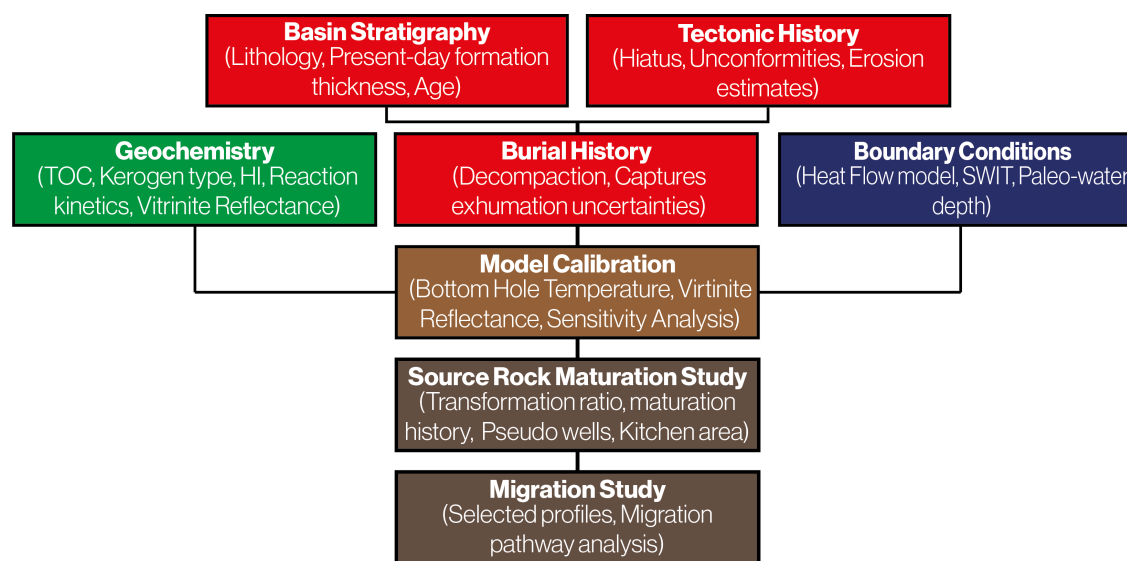 Basin Stratigraphy
(Lithology, Present-day formation
thickness, Age)
Tectonic History
(Hiatus, Unconformities, Erosion
estimates)
Geochemistry
(TOC, Kerogen type, HI, Reaction
kinetics, Vitrinite Reflectance)
Burial History
(Decompaction, Captures
exhumation uncertainties)
Boundary Conditions
(Heat Flow model, SWIT, Paleo-water
depth)
Model Calibration
(Bottom Hole Temperature, Virtinite
Reflectance, Sensitivity Analysis)
Source Rock Maturation Study
(Transformation ratio, maturation
history, Pseudo wells, Kitchen area)
Migration Study
(Selected profiles, Migration
pathway analysis)